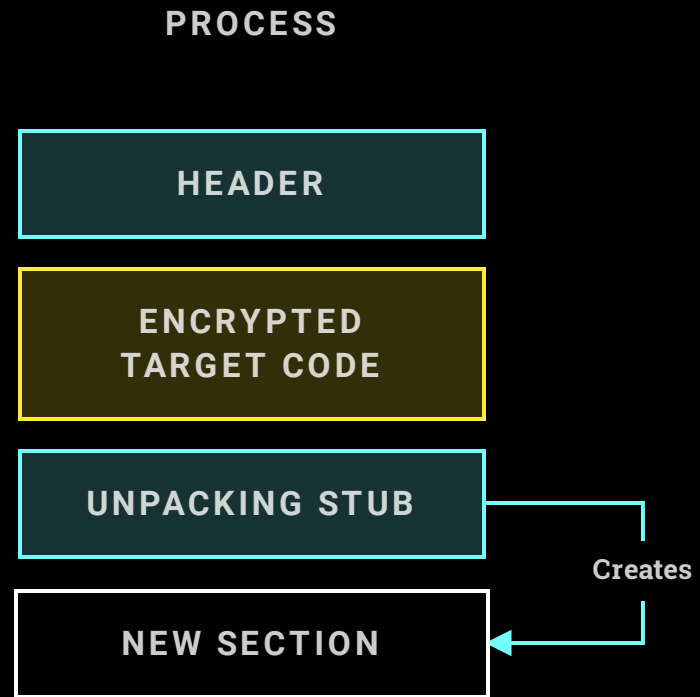 PROCESS
HEADER
ENCRYPTED
TARGET CODE
UNPACKING STUB
Creates
NEW SECTION